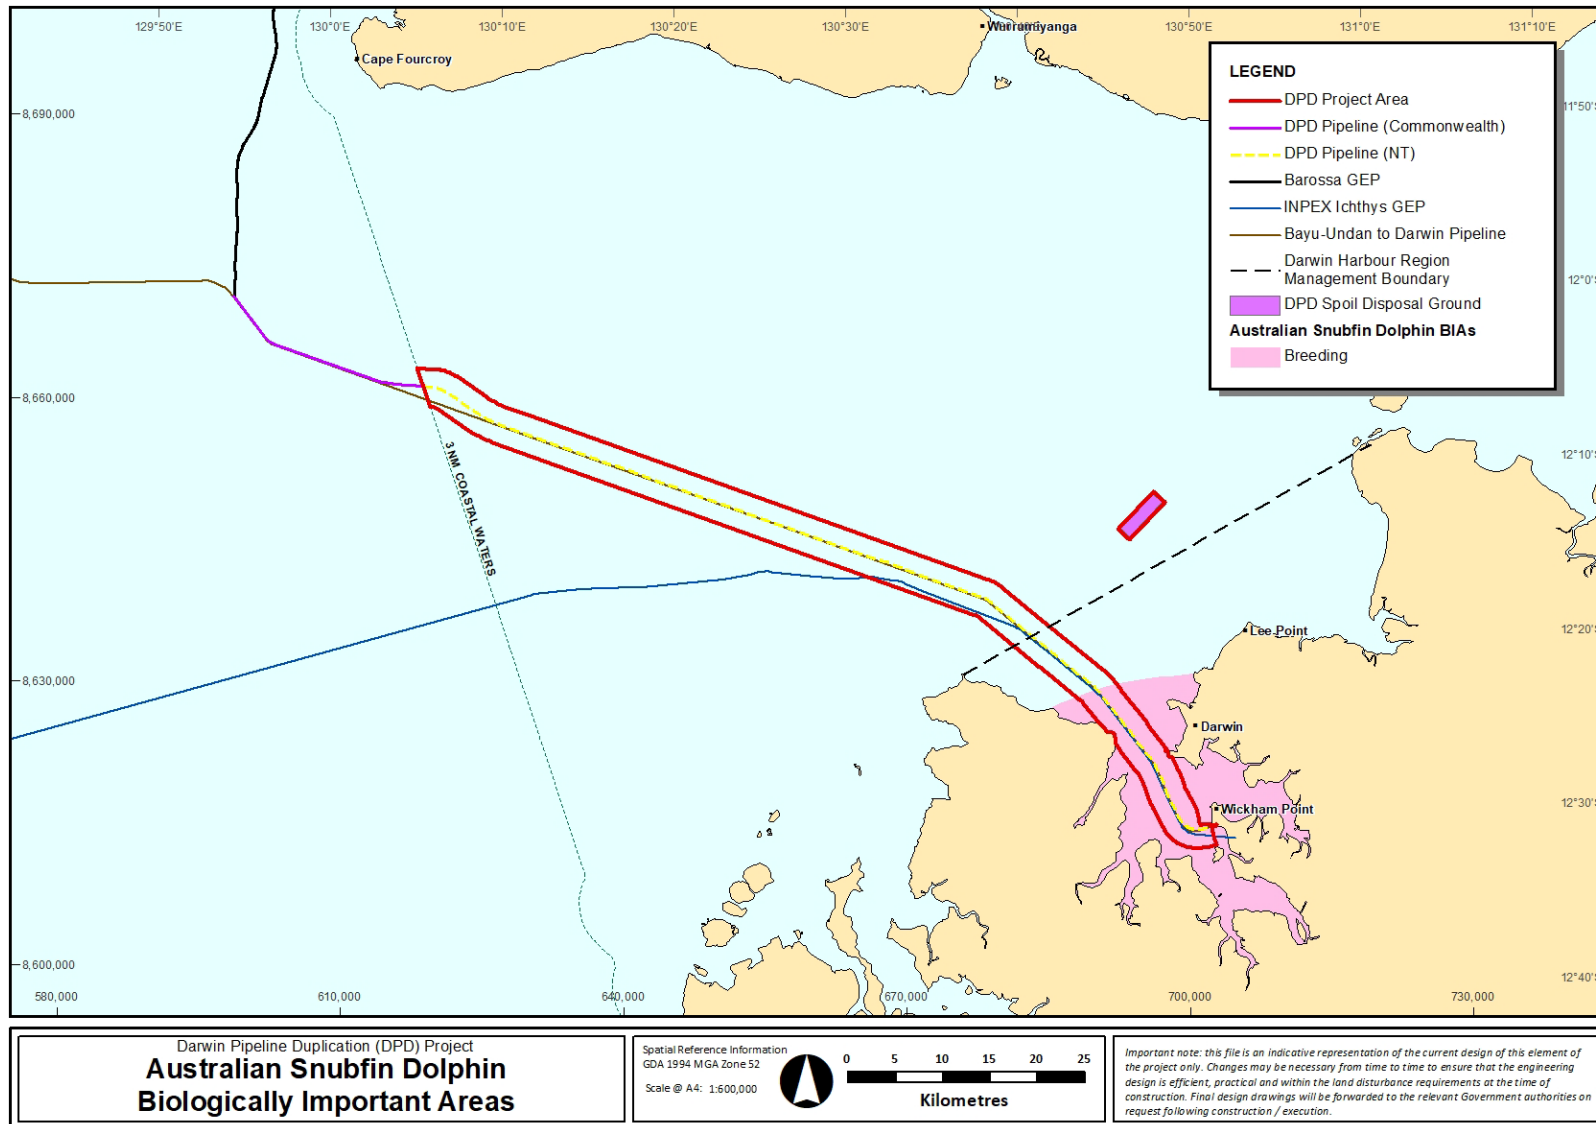 129°50'E
130°0'E
130°10'E
130°20'E
130°30'E
130°50'E
131°0'E
131°10'E
Wurrumiyanga
Cape Fourcroy
LEGEND
DPD Project Area
DPD Pipeline (Commonwealth)
DPD Pipeline (NT)
Barossa GEP
INPEX Ichthys GEP
Bayu-Undan to Darwin Pipeline
Darwin Harbour Region
Management Boundary
DPD Spoil Disposal Ground
Australian Snubfin Dolphin BIAs
Breeding
11°50'S
12°0'S
12°10'S
12°20'S
12°30'S
12°40'S
8,690,000
8,660,000
8,630,000
8,600,000
3 NM COASTAL WATERS
Lee Point
Darwin
Wickham Point
580,000
610,000
640,000
670,000
700,000
730,000
Darwin Pipeline Duplication (DPD) Project
Australian Snubfin Dolphin
Biologically Important Areas
Spatial Reference Information
GDA 1994 MGA Zone 52
Scale @ A4: 1:600,000
0 5 10 15 20 25
Kilometres
Important note: this file is an indicative representation of the current design of this element of
the project only. Changes may be necessary from time to time to ensure that the engineering
design is efficient, practical and within the land disturbance requirements at the time of
construction. Final design drawings will be forwarded to the relevant Government authorities on
request following construction / execution.